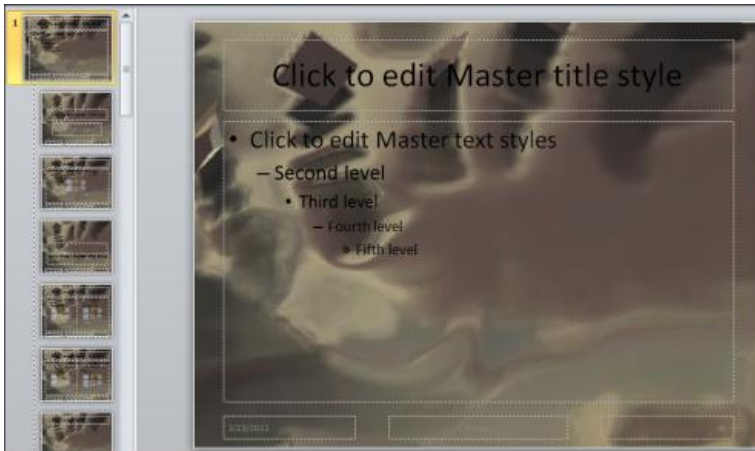 1
Click to edit Master title style
• Click to edit Master text styles
– Second level
• Third level
– Fourth level
» Fifth level